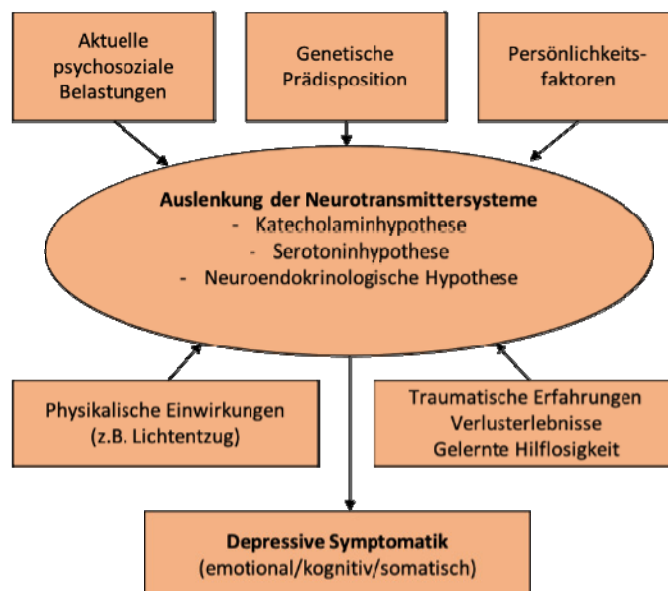 Aktuelle
psychosoziale
Belastungen
Genetische
Prädisposition
Persönlichkeits-
faktoren
Auslenkung der Neurotransmittersysteme
- Katecholaminhypothese
- Serotoninhypothese
- Neuroendokrinologische Hypothese
Physikalische Einwirkungen
(z.B. Lichtentzug)
Traumatische Erfahrungen
Verlusterlebnisse
Gelernte Hilflosigkeit
Depressive Symptomatik
(emotional/kognitiv/somatisch)